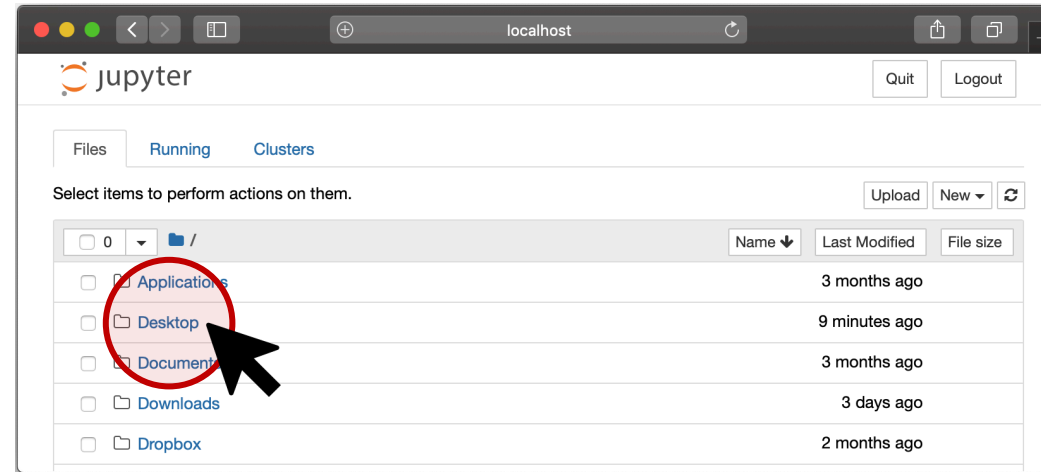 localhost
jupyter
Quit Logout
Files Running Clusters
Select items to perform actions on them.
Upload New
0 / Name Last Modified File size
Applications 3 months ago
Desktop 9 minutes ago
Documents 3 months ago
Downloads 3 days ago
Dropbox 2 months ago